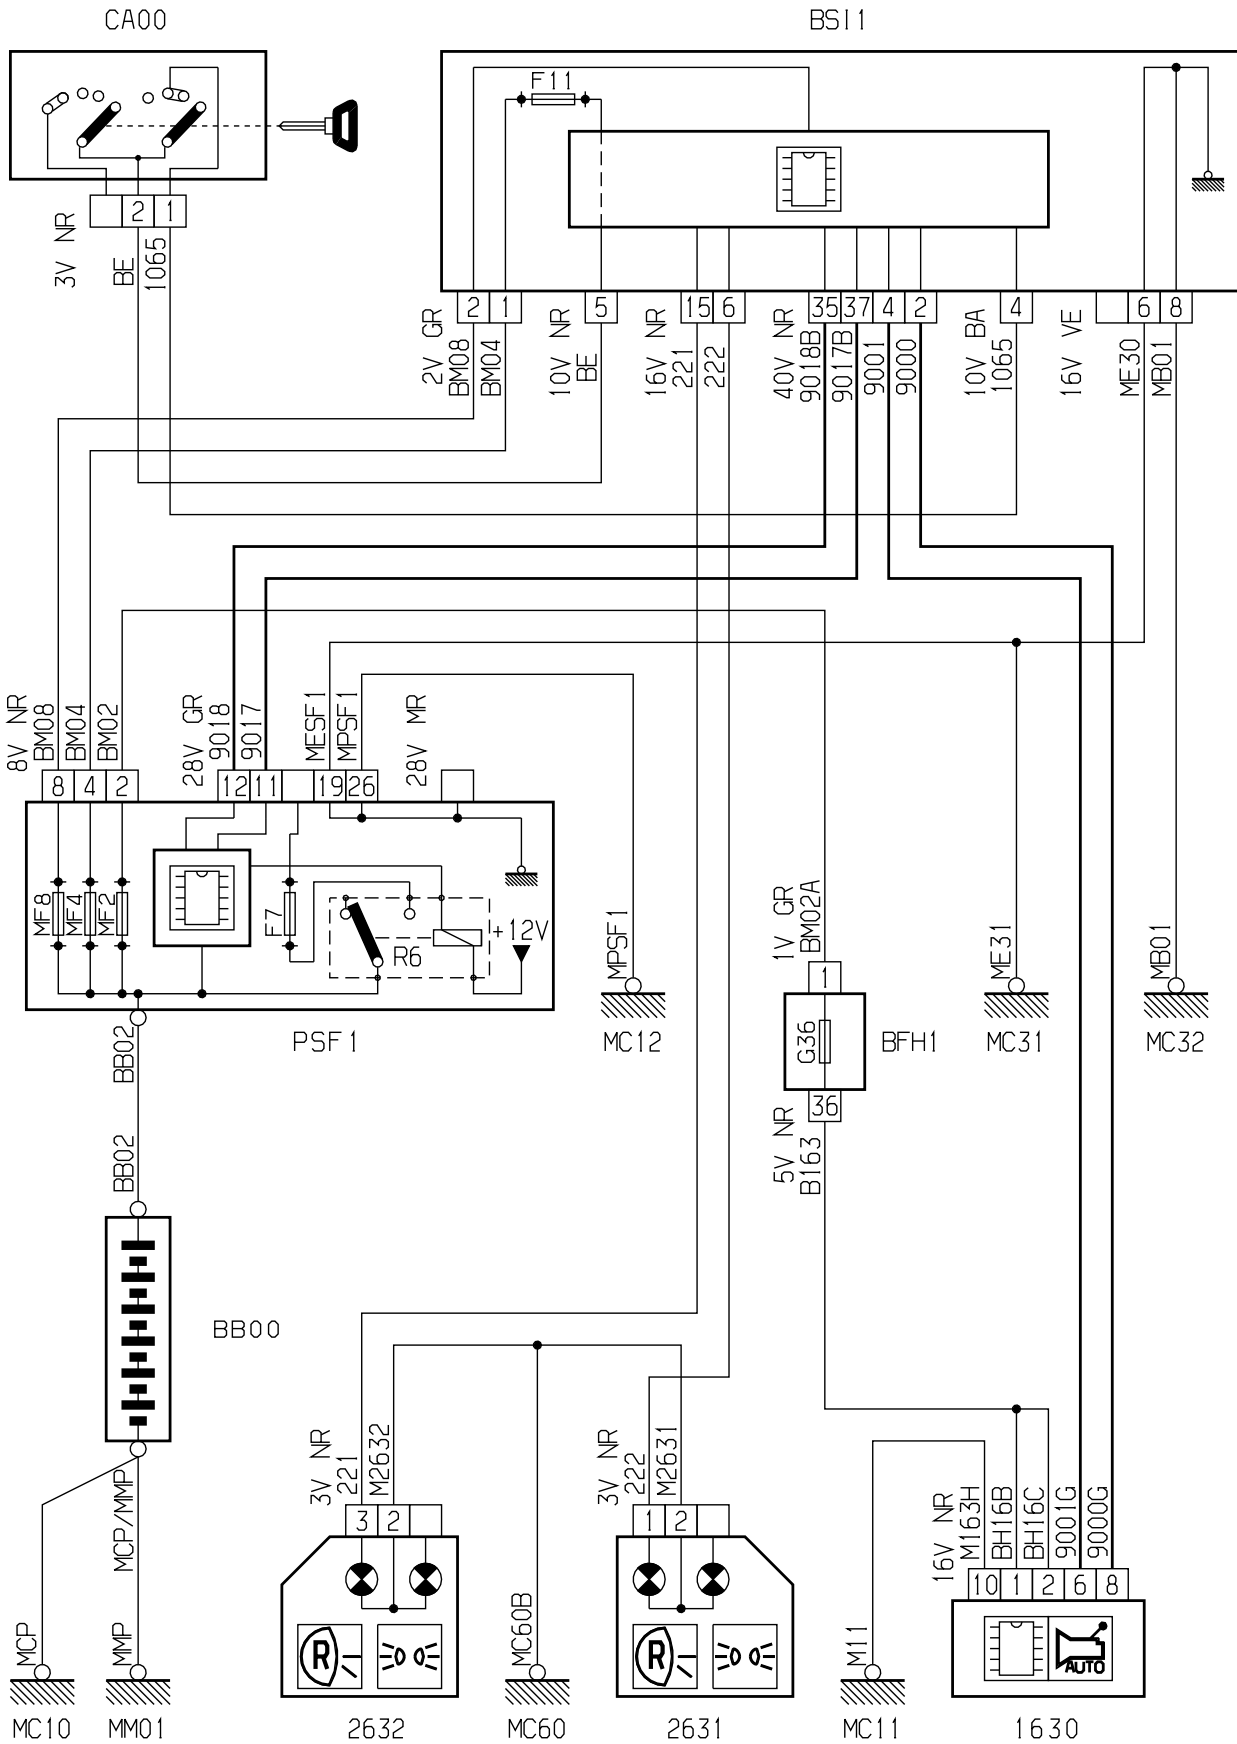 CA00
BSI1
F11
2 1
3V NR
BE
1065
2 1 5 15 6 35 37 4 2 4 6 8
2V GR
BM08
BM04
10V NR
BE
16V NR
221
222
40V NR
9018B
9017B
9001
9000
10V BA
1065
16V VE
ME30
MB01
8V NR
BM08
BM04
BM02
28V GR
9018
9017
MESF1
MPSF1
28V MR
8 4 2 12 11 19 26
MF8
MF4
MF2
F7
R6
+12V
PSF1
MPSF1
MC12
1V GR
BM02A
1
G36
BFH1
36
5V NR
B163
ME31
MC31
MB01
MC32
BB02
BB02
BB00
MCP/MMP
MCP
MMP
MC10
MM01
3V NR
221
M2632
3 2
R
2632
MC60B
MC60
3V NR
222
M2631
1 2
R
2631
M11
MC11
16V NR
M163H
BH16B
BH16C
9001G
9000G
10 1 2 6 8
AUTO
1630